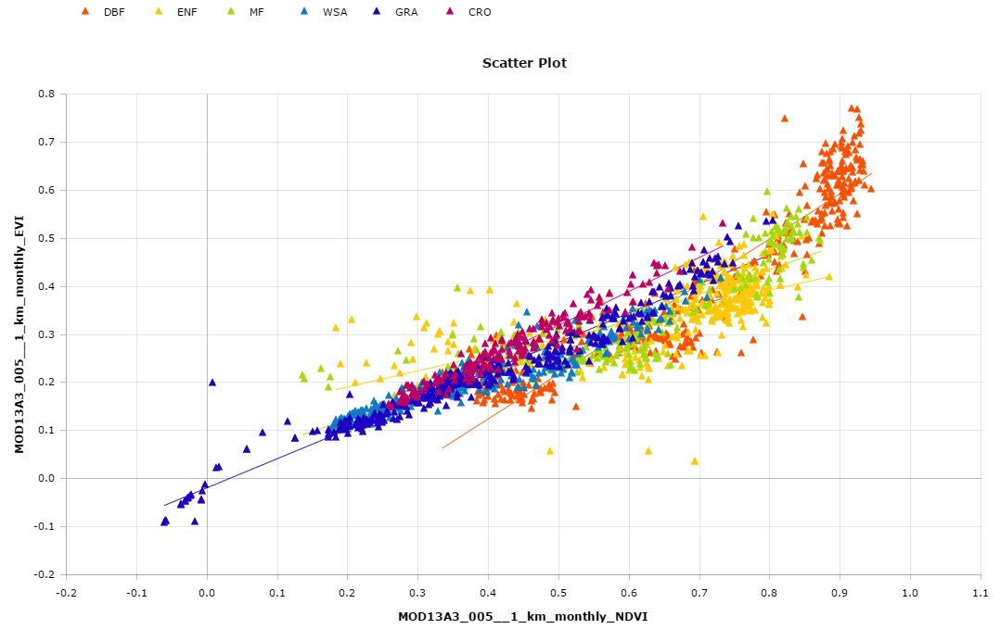 DBF ENF MF WSA GRA CRO
Scatter Plot
0.8
0.7
0.6
0.5
0.4
0.3
0.2
0.1
0.0
-0.1
-0.2
MOD13A3_005__1_km_monthly_EVI
-0.2 -0.1 0.0 0.1 0.2 0.3 0.4 0.5 0.6 0.7 0.8 0.9 1.0 1.1
MOD13A3_005__1_km_monthly_NDVI